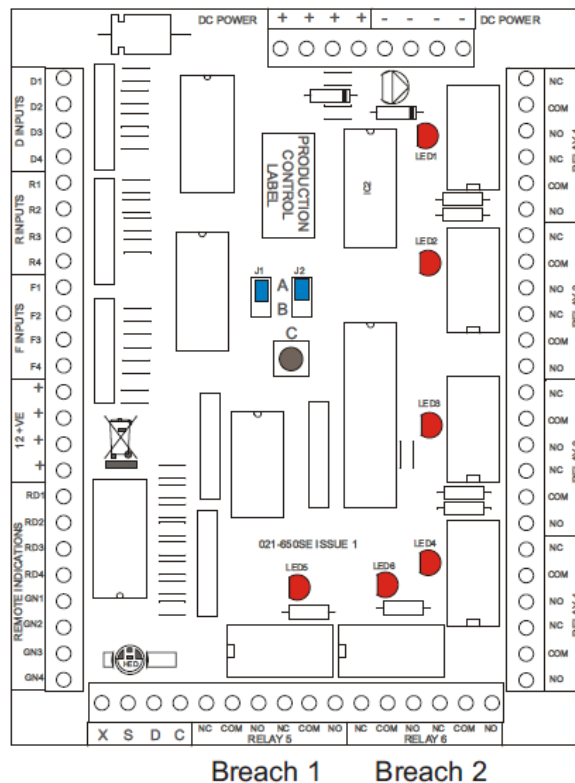 DC POWER + + + + - - - - DC POWER
D INPUTS
D1
D2
D3
D4
R INPUTS
R1
R2
R3
R4
F INPUTS
F1
F2
F3
F4
12 +VE
+
+
+
+
REMOTE INDICATIONS
RD1
RD2
RD3
RD4
GN1
GN2
GN3
GN4
PRODUCTION
CONTROL
LABEL
IC2
LED1
LED2
J1 J2
A
B
C
LED3
021-650SE ISSUE 1
LED4
LED5
LED6
NC
COM
NO
NC
COM
NO
RELAY 1
NC
COM
NO
NC
COM
NO
NC
COM
NO
NC
COM
NO
NC
COM
NO
NC
COM
NO
X S D C
NC COM NO NC COM NO
RELAY 5
NC COM NO NC COM NO
RELAY 6
Breach 1 Breach 2